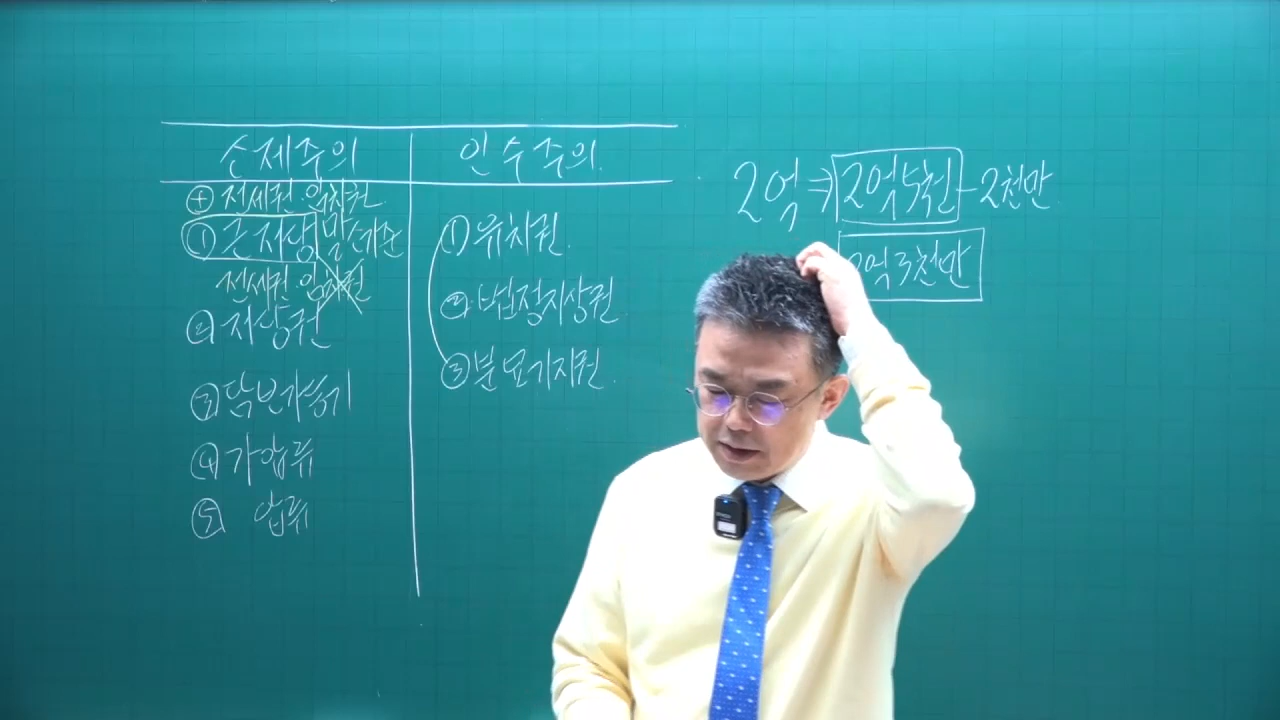 소제주의
인수주의.
⊕ 전세권. 임차권
① 근저당 말소기준
전세권. 임차권
② 저당권
③ 담보가등기
④ 가압류
⑤ 압류
① 유치권.
② 법정지상권.
③ 분묘기지권.
2억 ⇒ 2억5천 - 2천만
2억3천만